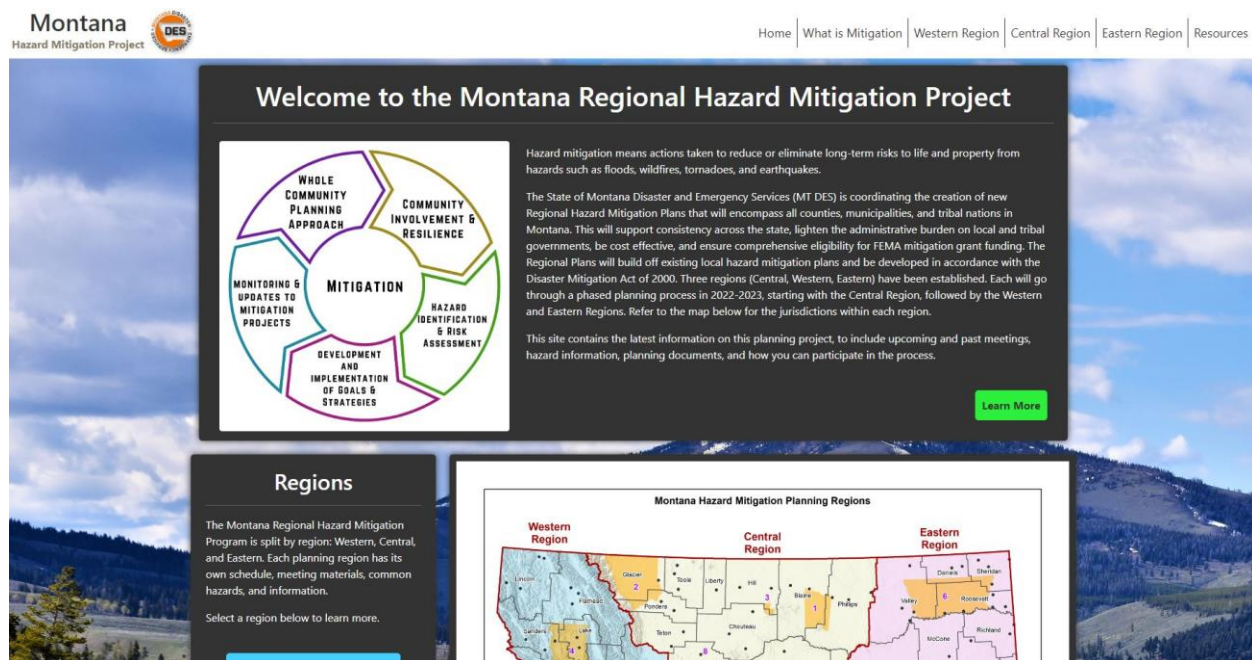 Montana
Hazard Mitigation Project
DES
Home
What is Mitigation
Western Region
Central Region
Eastern Region
Resources
Welcome to the Montana Regional Hazard Mitigation Project
WHOLE
COMMUNITY
PLANNING
APPROACH
COMMUNITY
INVOLVEMENT &
RESILIENCE
MONITORING &
UPDATES TO
MITIGATION
PROJECTS
MITIGATION
HAZARD
IDENTIFICATION
& RISK
ASSESSMENT
DEVELOPMENT
AND
IMPLEMENTATION
OF GOALS &
STRATEGIES
Hazard mitigation means actions taken to reduce or eliminate long-term risks to life and property from
hazards such as floods, wildfires, tornadoes, and earthquakes.
The State of Montana Disaster and Emergency Services (MT DES) is coordinating the creation of new
Regional Hazard Mitigation Plans that will encompass all counties, municipalities, and tribal nations in
Montana. This will support consistency across the state, lighten the administrative burden on local and tribal
governments, be cost effective, and ensure comprehensive eligibility for FEMA mitigation grant funding. The
Regional Plans will build off existing local hazard mitigation plans and be developed in accordance with the
Disaster Mitigation Act of 2000. Three regions (Central, Western, Eastern) have been established. Each will go
through a phased planning process in 2022-2023, starting with the Central Region, followed by the Western
and Eastern Regions. Refer to the map below for the jurisdictions within each region.
This site contains the latest information on this planning project, to include upcoming and past meetings,
hazard information, planning documents, and how you can participate in the process.
Learn More
Regions
The Montana Regional Hazard Mitigation
Program is split by region: Western, Central,
and Eastern. Each planning region has its
own schedule, meeting materials, common
hazards, and information.
Select a region below to learn more.
Montana Hazard Mitigation Planning Regions
Western
Region
Central
Region
Eastern
Region
Lincoln
Flathead
Sanders
Lake
4
Glacier
2
Toole
Liberty
Hill
3
Blaine
1
Phillips
Pondera
Teton
Chouteau
8
Valley
Daniels
Sheridan
6
Roosevelt
McCone
Richland